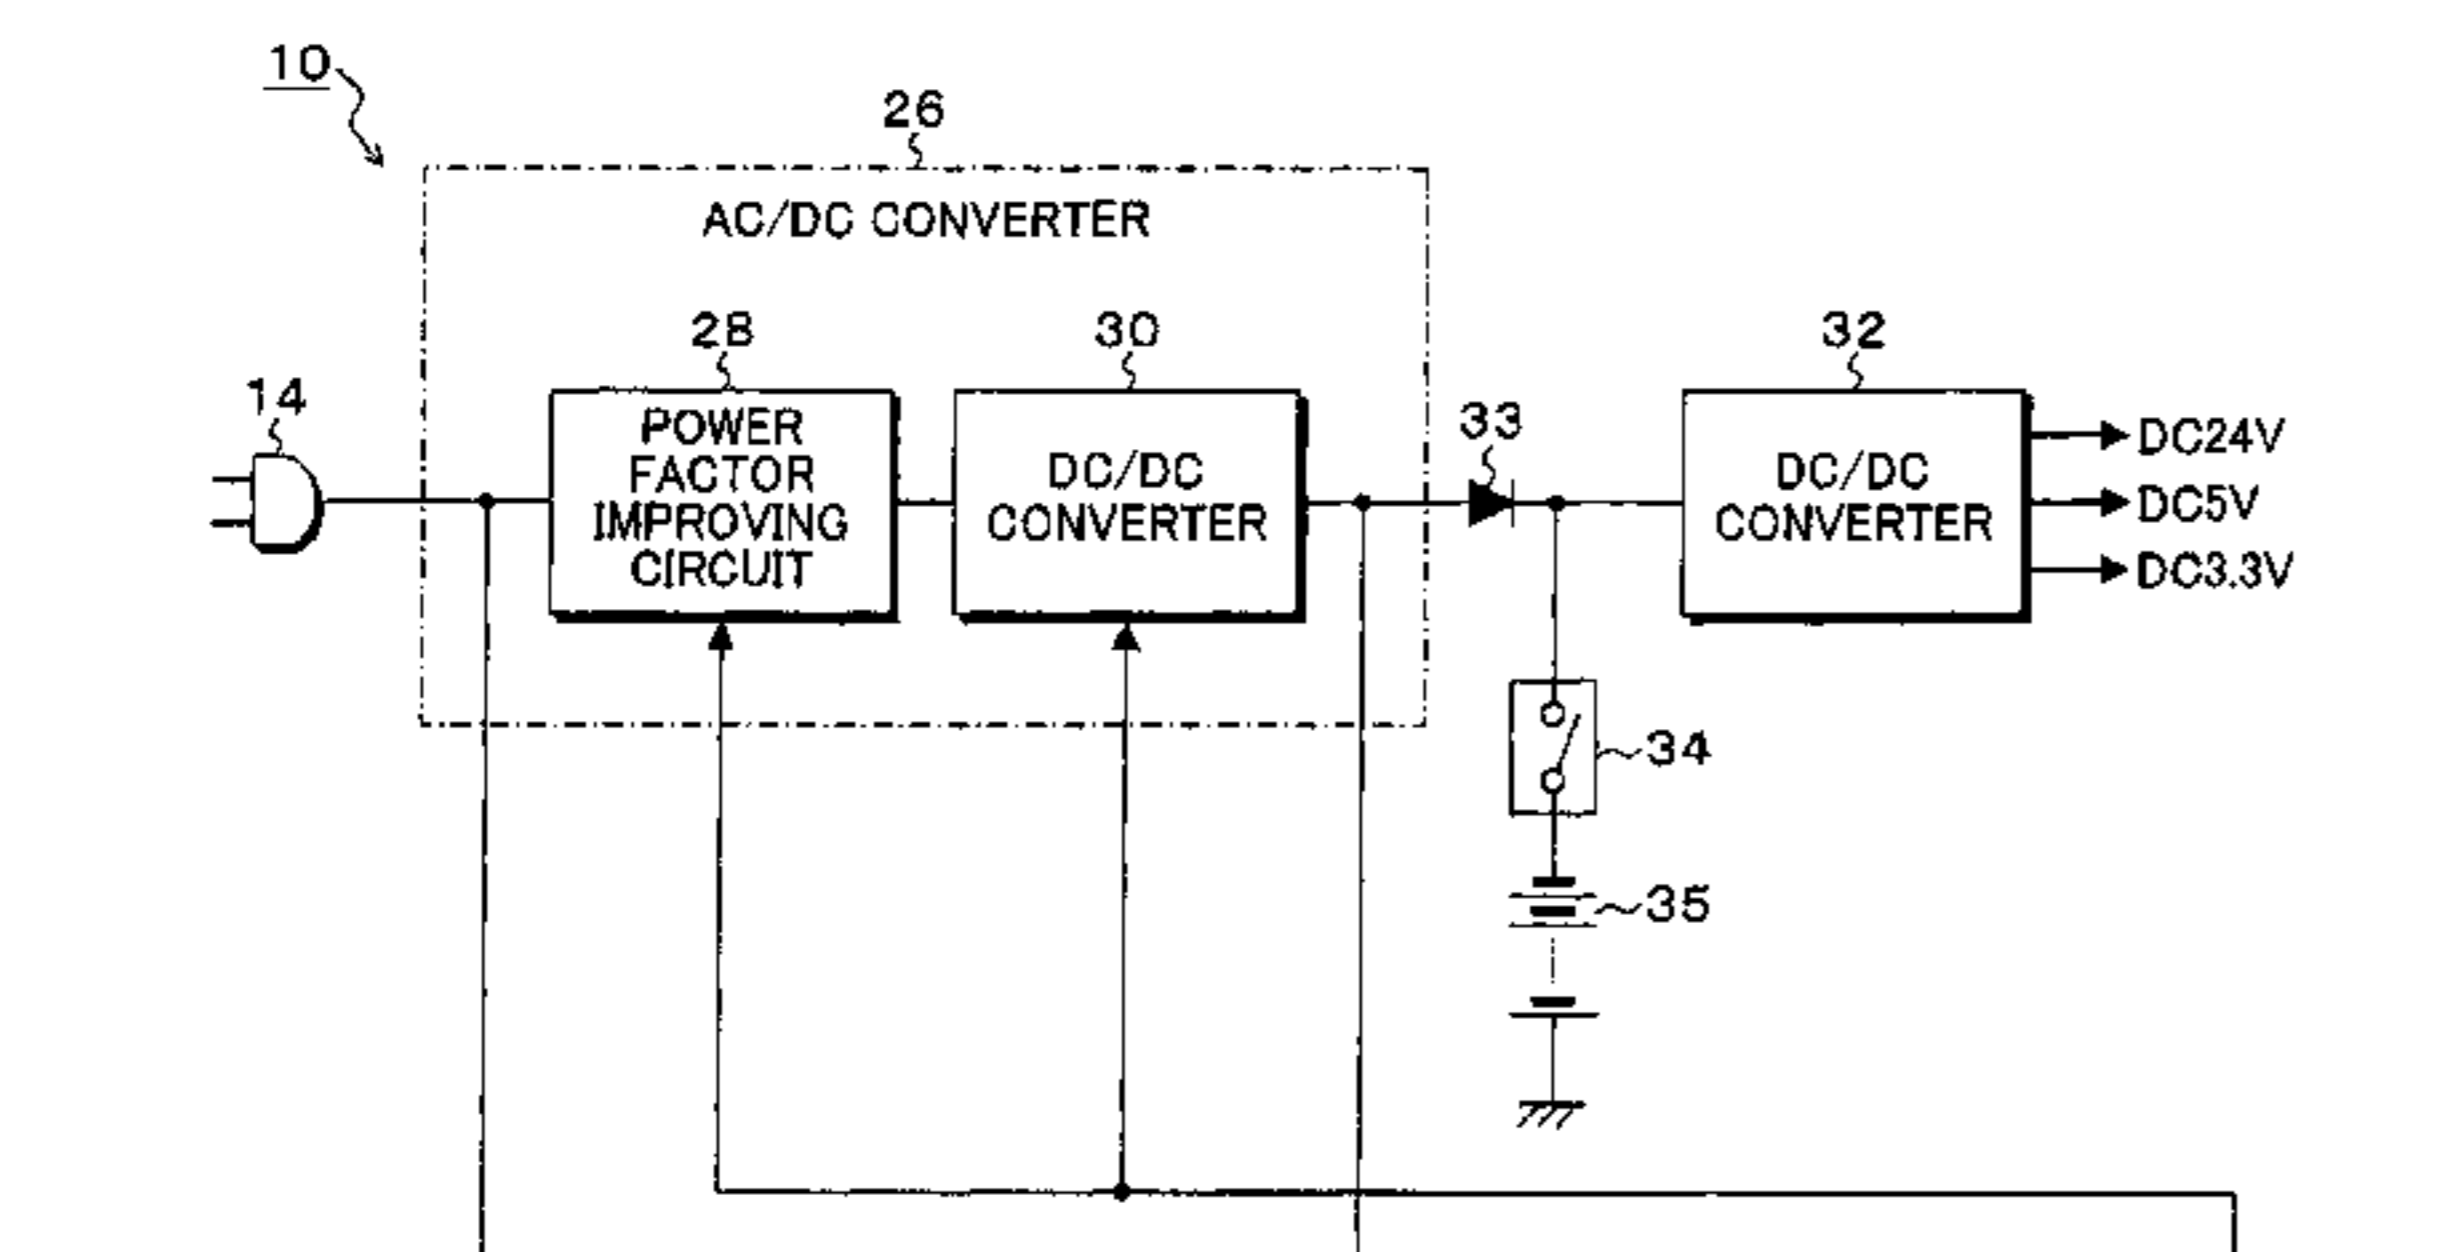 10
26
AC/DC CONVERTER
28
30
32
14
33
POWER
FACTOR
IMPROVING
CIRCUIT
DC/DC
CONVERTER
DC/DC
CONVERTER
DC24V
DC5V
DC3.3V
34
35